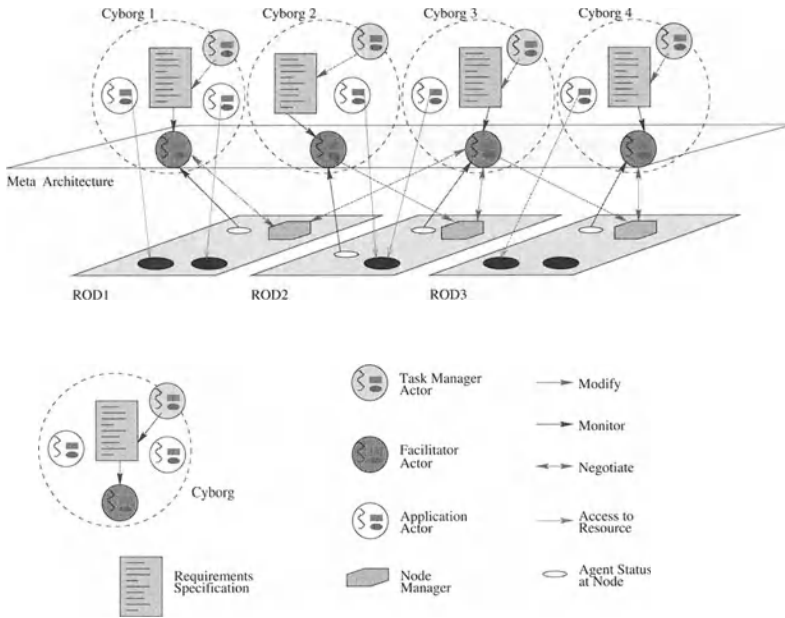 Cyborg 1
Cyborg 2
Cyborg 3
Cyborg 4
Meta Architecture
ROD1
ROD2
ROD3
Cyborg
Requirements
Specification
Task Manager
Actor
Facilitator
Actor
Application
Actor
Node
Manager
Modify
Monitor
Negotiate
Access to
Resource
Agent Status
at Node